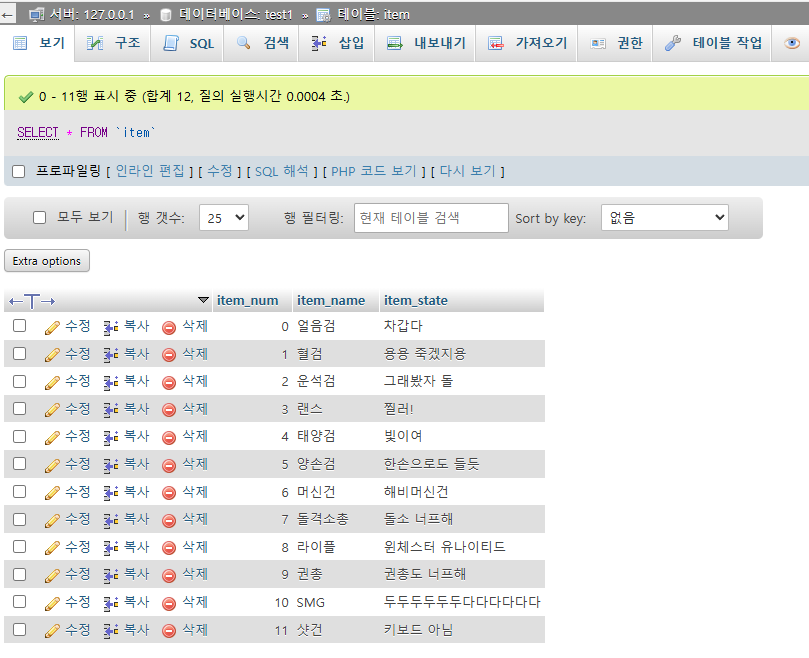 ← 서버: 127.0.0.1 » 데이터베이스: test1 » 테이블: item
보기 구조 SQL 검색 삽입 내보내기 가져오기 권한 테이블 작업
0 - 11행 표시 중 (합계 12, 질의 실행시간 0.0004 초.)
SELECT * FROM `item`
프로파일링 [ 인라인 편집 ] [ 수정 ] [ SQL 해석 ] [ PHP 코드 보기 ] [ 다시 보기 ]
모두 보기 행 갯수: 25 행 필터링: 현재 테이블 검색 Sort by key: 없음
Extra options
←T→ item_num item_name item_state
수정 복사 삭제 0 얼음검 차갑다
수정 복사 삭제 1 혈검 용용 죽겠지용
수정 복사 삭제 2 운석검 그래봤자 돌
수정 복사 삭제 3 랜스 찔러!
수정 복사 삭제 4 태양검 빛이여
수정 복사 삭제 5 양손검 한손으로도 들듯
수정 복사 삭제 6 머신건 해비머신건
수정 복사 삭제 7 돌격소총 돌소 너프해
수정 복사 삭제 8 라이플 윈체스터 유나이티드
수정 복사 삭제 9 권총 권총도 너프해
수정 복사 삭제 10 SMG 두두두두두두다다다다다다
수정 복사 삭제 11 샷건 키보드 아님